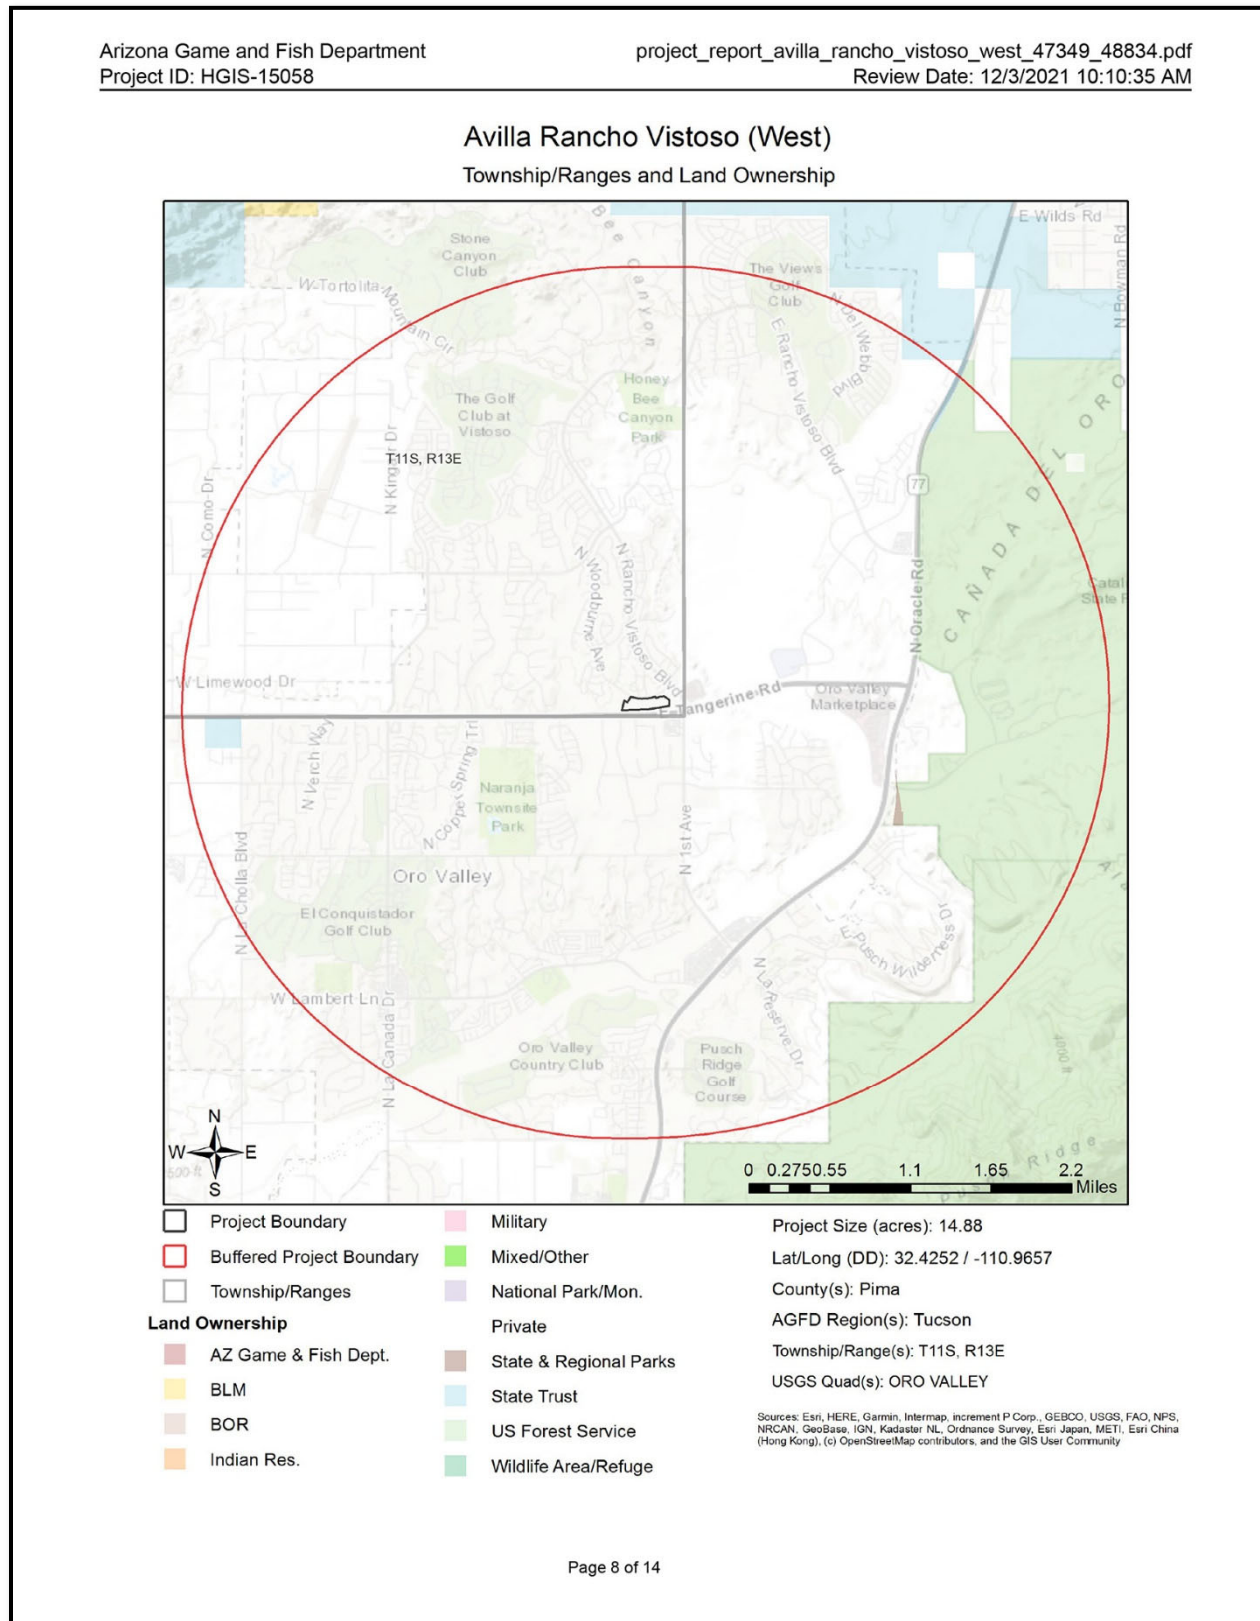 Arizona Game and Fish Department
project_report_avilla_rancho_vistoso_west_47349_48834.pdf
Project ID: HGIS-15058
Review Date: 12/3/2021 10:10:35 AM
Avilla Rancho Vistoso (West)
Township/Ranges and Land Ownership
E Wilds Rd
Bee Canyon
Stone
Canyon
Club
The Views
Golf
Club
W Tortolita Mountain Cir
N Del Webb Blvd
E Rancho Vistoso Blvd
N Bowman Rd
Honey
Bee
Canyon
Park
The Golf
Club at
Vistoso
T11S, R13E
N King Air Dr
N Como Dr
77
CAÑADA DEL ORO
N Oracle Rd
N Woodburne Ave
N Rancho Vistoso Blvd
W Limewood Dr
E Tangerine Rd
Oro Valley
Marketplace
N Verch Way
N Copper Spring Trl
Naranja
Townsite
Park
N 1st Ave
Oro Valley
N La Cholla Blvd
El Conquistador
Golf Club
E Pusch Wilderness Dr
N La Reserve Dr
W Lambert Ln
N La Canada Dr
Oro Valley
Country Club
Pusch
Ridge
Golf
Course
4000 ft
Pusch Ridge
N
W E
S
0 0.275 0.55 1.1 1.65 2.2
Miles
Project Boundary
Buffered Project Boundary
Township/Ranges
Land Ownership
AZ Game & Fish Dept.
BLM
BOR
Indian Res.
Military
Mixed/Other
National Park/Mon.
Private
State & Regional Parks
State Trust
US Forest Service
Wildlife Area/Refuge
Project Size (acres): 14.88
Lat/Long (DD): 32.4252 / -110.9657
County(s): Pima
AGFD Region(s): Tucson
Township/Range(s): T11S, R13E
USGS Quad(s): ORO VALLEY
Sources: Esri, HERE, Garmin, Intermap, increment P Corp., GEBCO, USGS, FAO, NPS,
NRCAN, GeoBase, IGN, Kadaster NL, Ordnance Survey, Esri Japan, METI, Esri China
(Hong Kong), (c) OpenStreetMap contributors, and the GIS User Community
Page 8 of 14